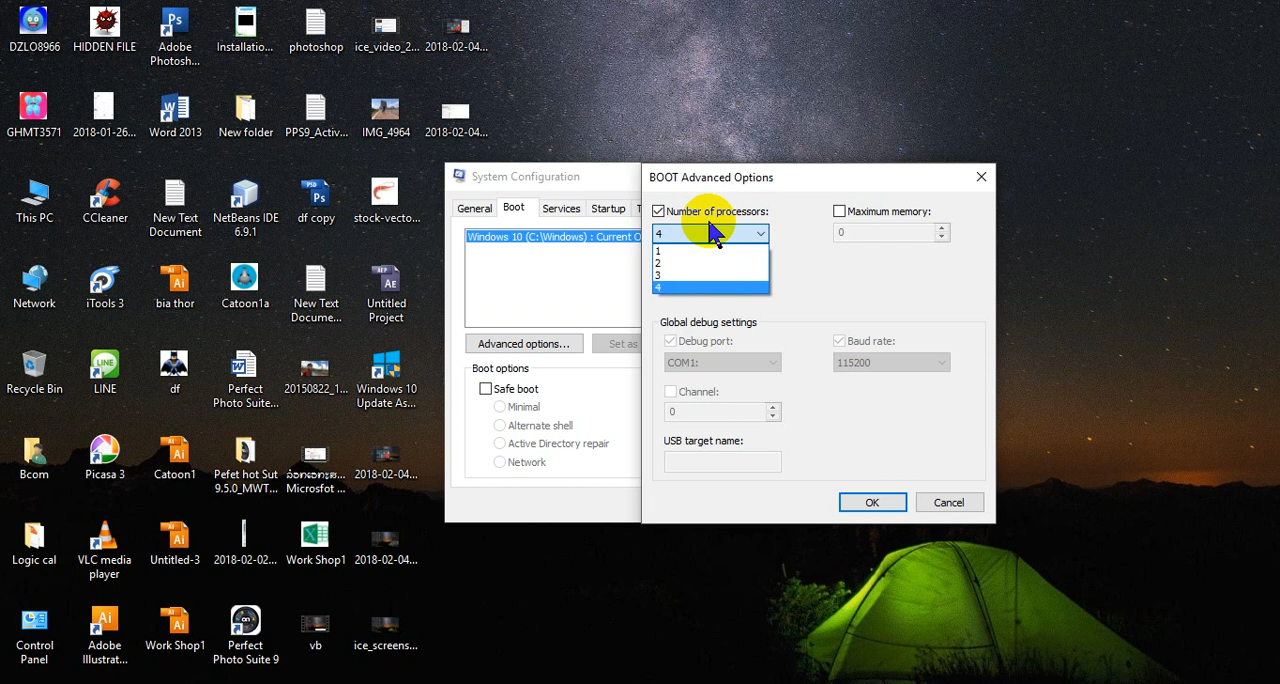 DZLO8966
HIDDEN FILE
Adobe
Photosh...
Installatio...
photoshop
ice_video_2...
2018-02-04...
GHMT3571
2018-01-26...
Word 2013
New folder
PPS9_Activ...
IMG_4964
2018-02-04...
This PC
CCleaner
New Text
Document
NetBeans IDE
6.9.1
df copy
stock-vecto...
Network
iTools 3
bia thor
Catoon1a
New Text
Docume...
Untitled
Project
Recycle Bin
LINE
df
Perfect
Photo Suite...
20150822_1...
Windows 10
Update As...
Bcom
Picasa 3
Catoon1
Pefet hot Sut
9.5.0_MWT...
Microsfot ...
2018-02-04...
Logic cal
VLC media
player
Untitled-3
2018-02-02...
Work Shop1
2018-02-04...
Control
Panel
Adobe
Illustrat...
Work Shop1
Perfect
Photo Suite 9
vb
ice_screens...
System Configuration
General
Boot
Services
Startup
T
Windows 10 (C:\Windows) : Current O
Advanced options...
Set as
Boot options
Safe boot
Minimal
Alternate shell
Active Directory repair
Network
BOOT Advanced Options
Number of processors:
4
1
2
3
4
Maximum memory:
0
Global debug settings
Debug port:
COM1:
Baud rate:
115200
Channel:
0
USB target name:
OK
Cancel